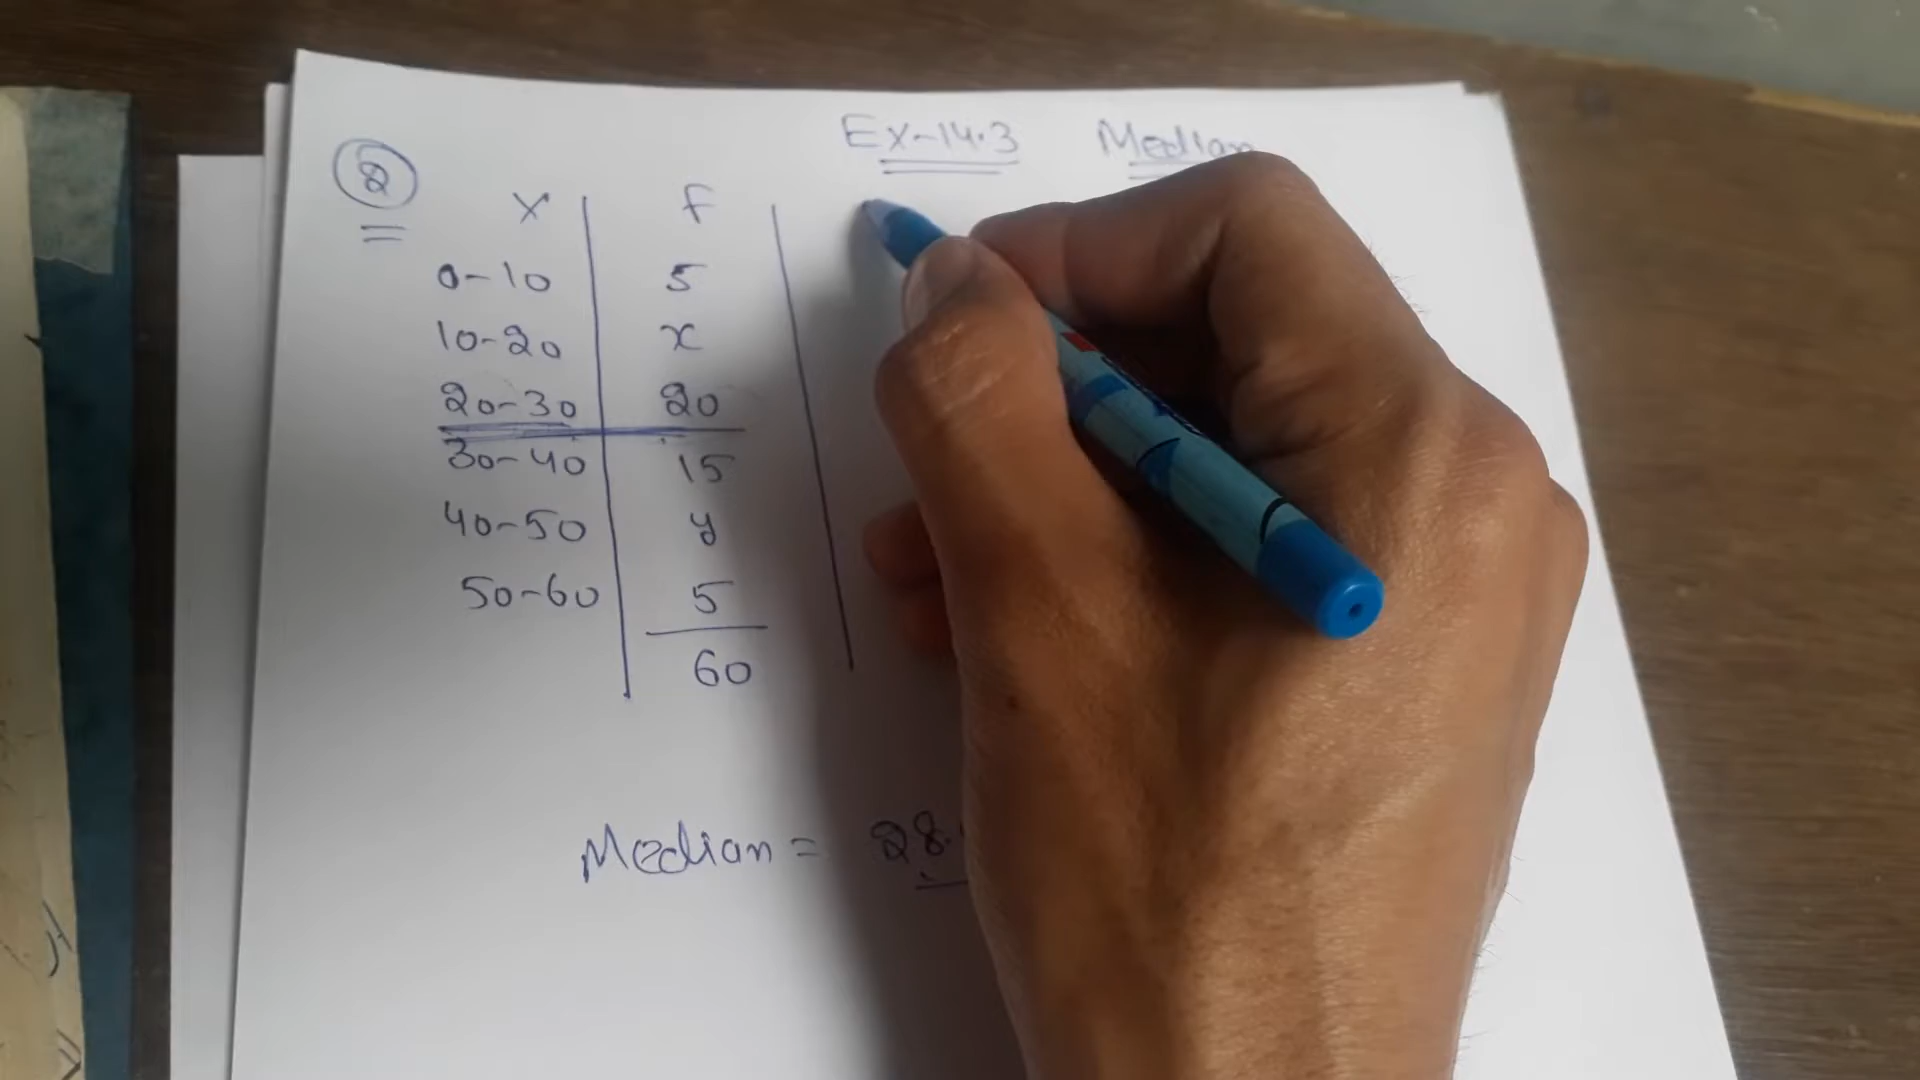 Ex-14.3 Median
2
X f
0-10 5
10-20 x
20-30 20
30-40 15
40-50 y
50-60 5
60
Median = 28.